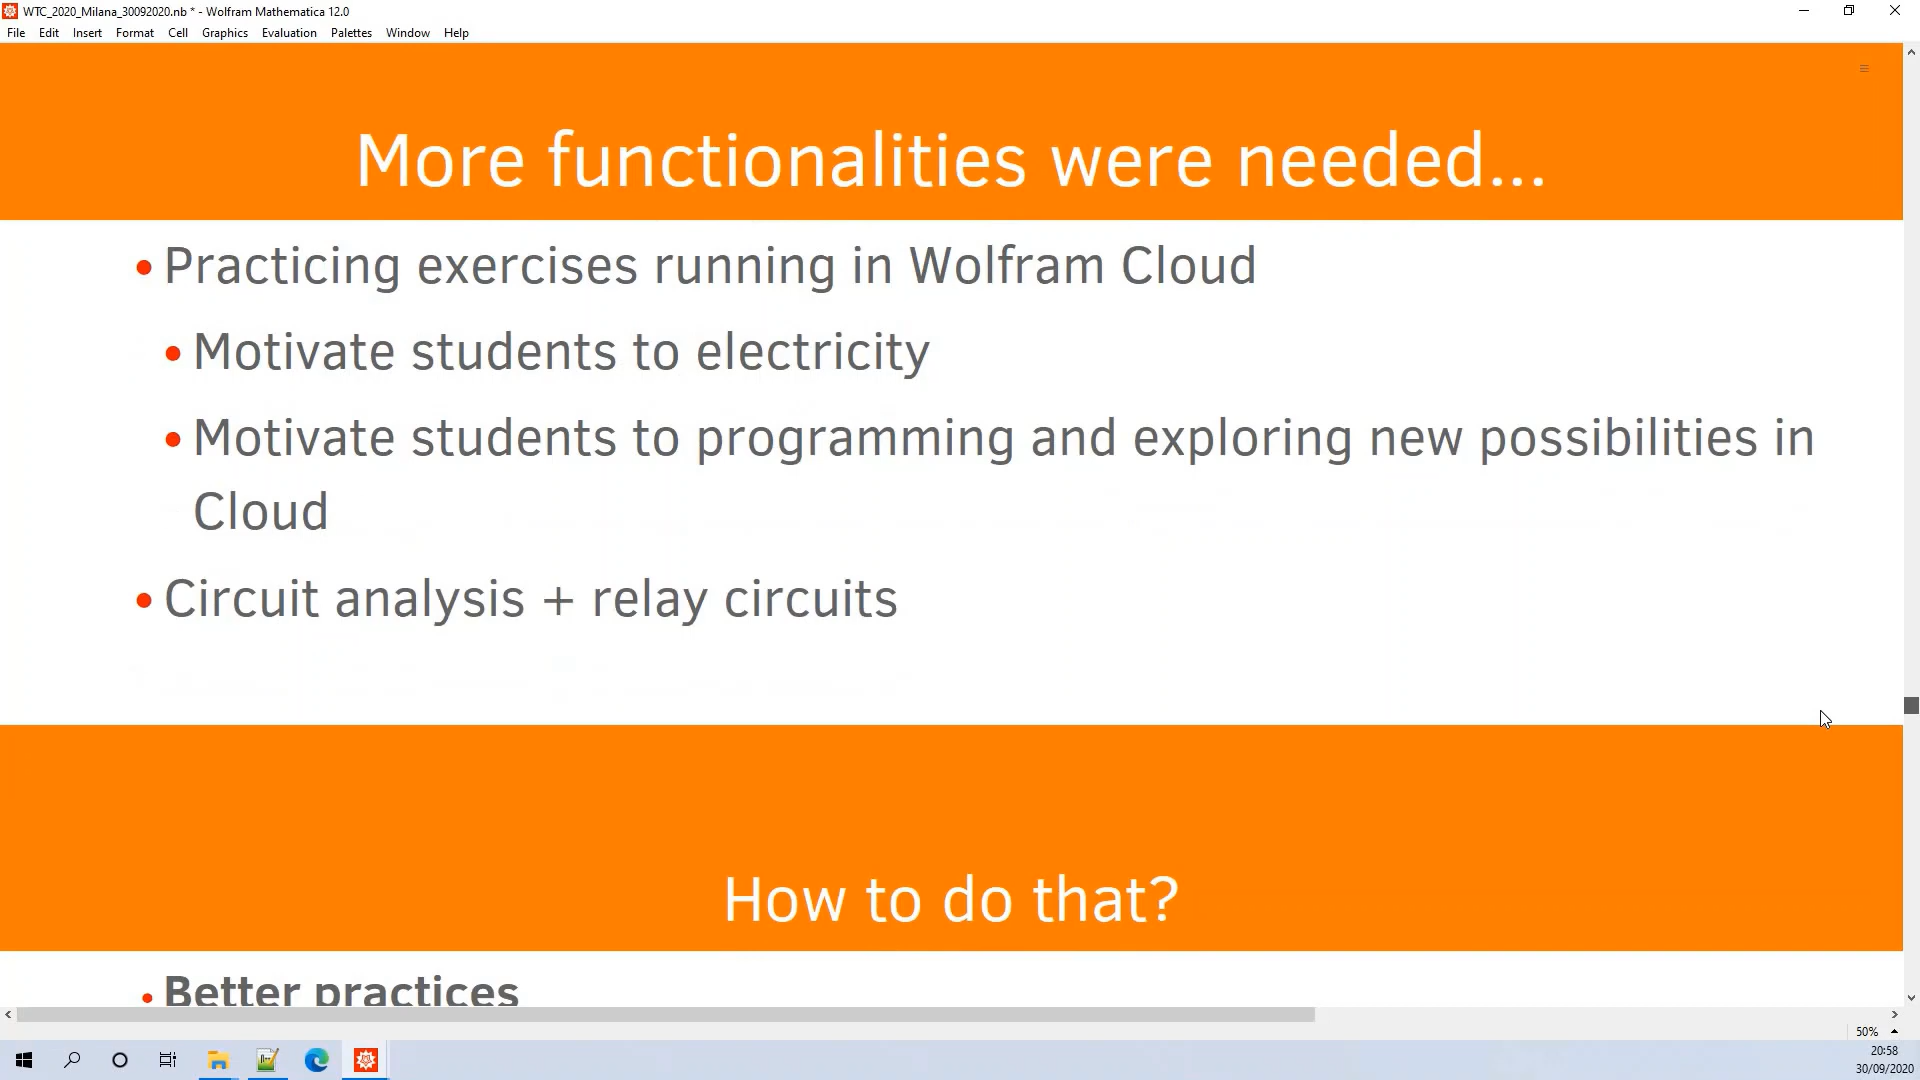 WTC_2020_Milana_30092020.nb * - Wolfram Mathematica 12.0
File Edit Insert Format Cell Graphics Evaluation Palettes Window Help
More functionalities were needed...
• Practicing exercises running in Wolfram Cloud
• Motivate students to electricity
• Motivate students to programming and exploring new possibilities in
Cloud
• Circuit analysis + relay circuits
How to do that?
• Better practices
50%
20:58
30/09/2020